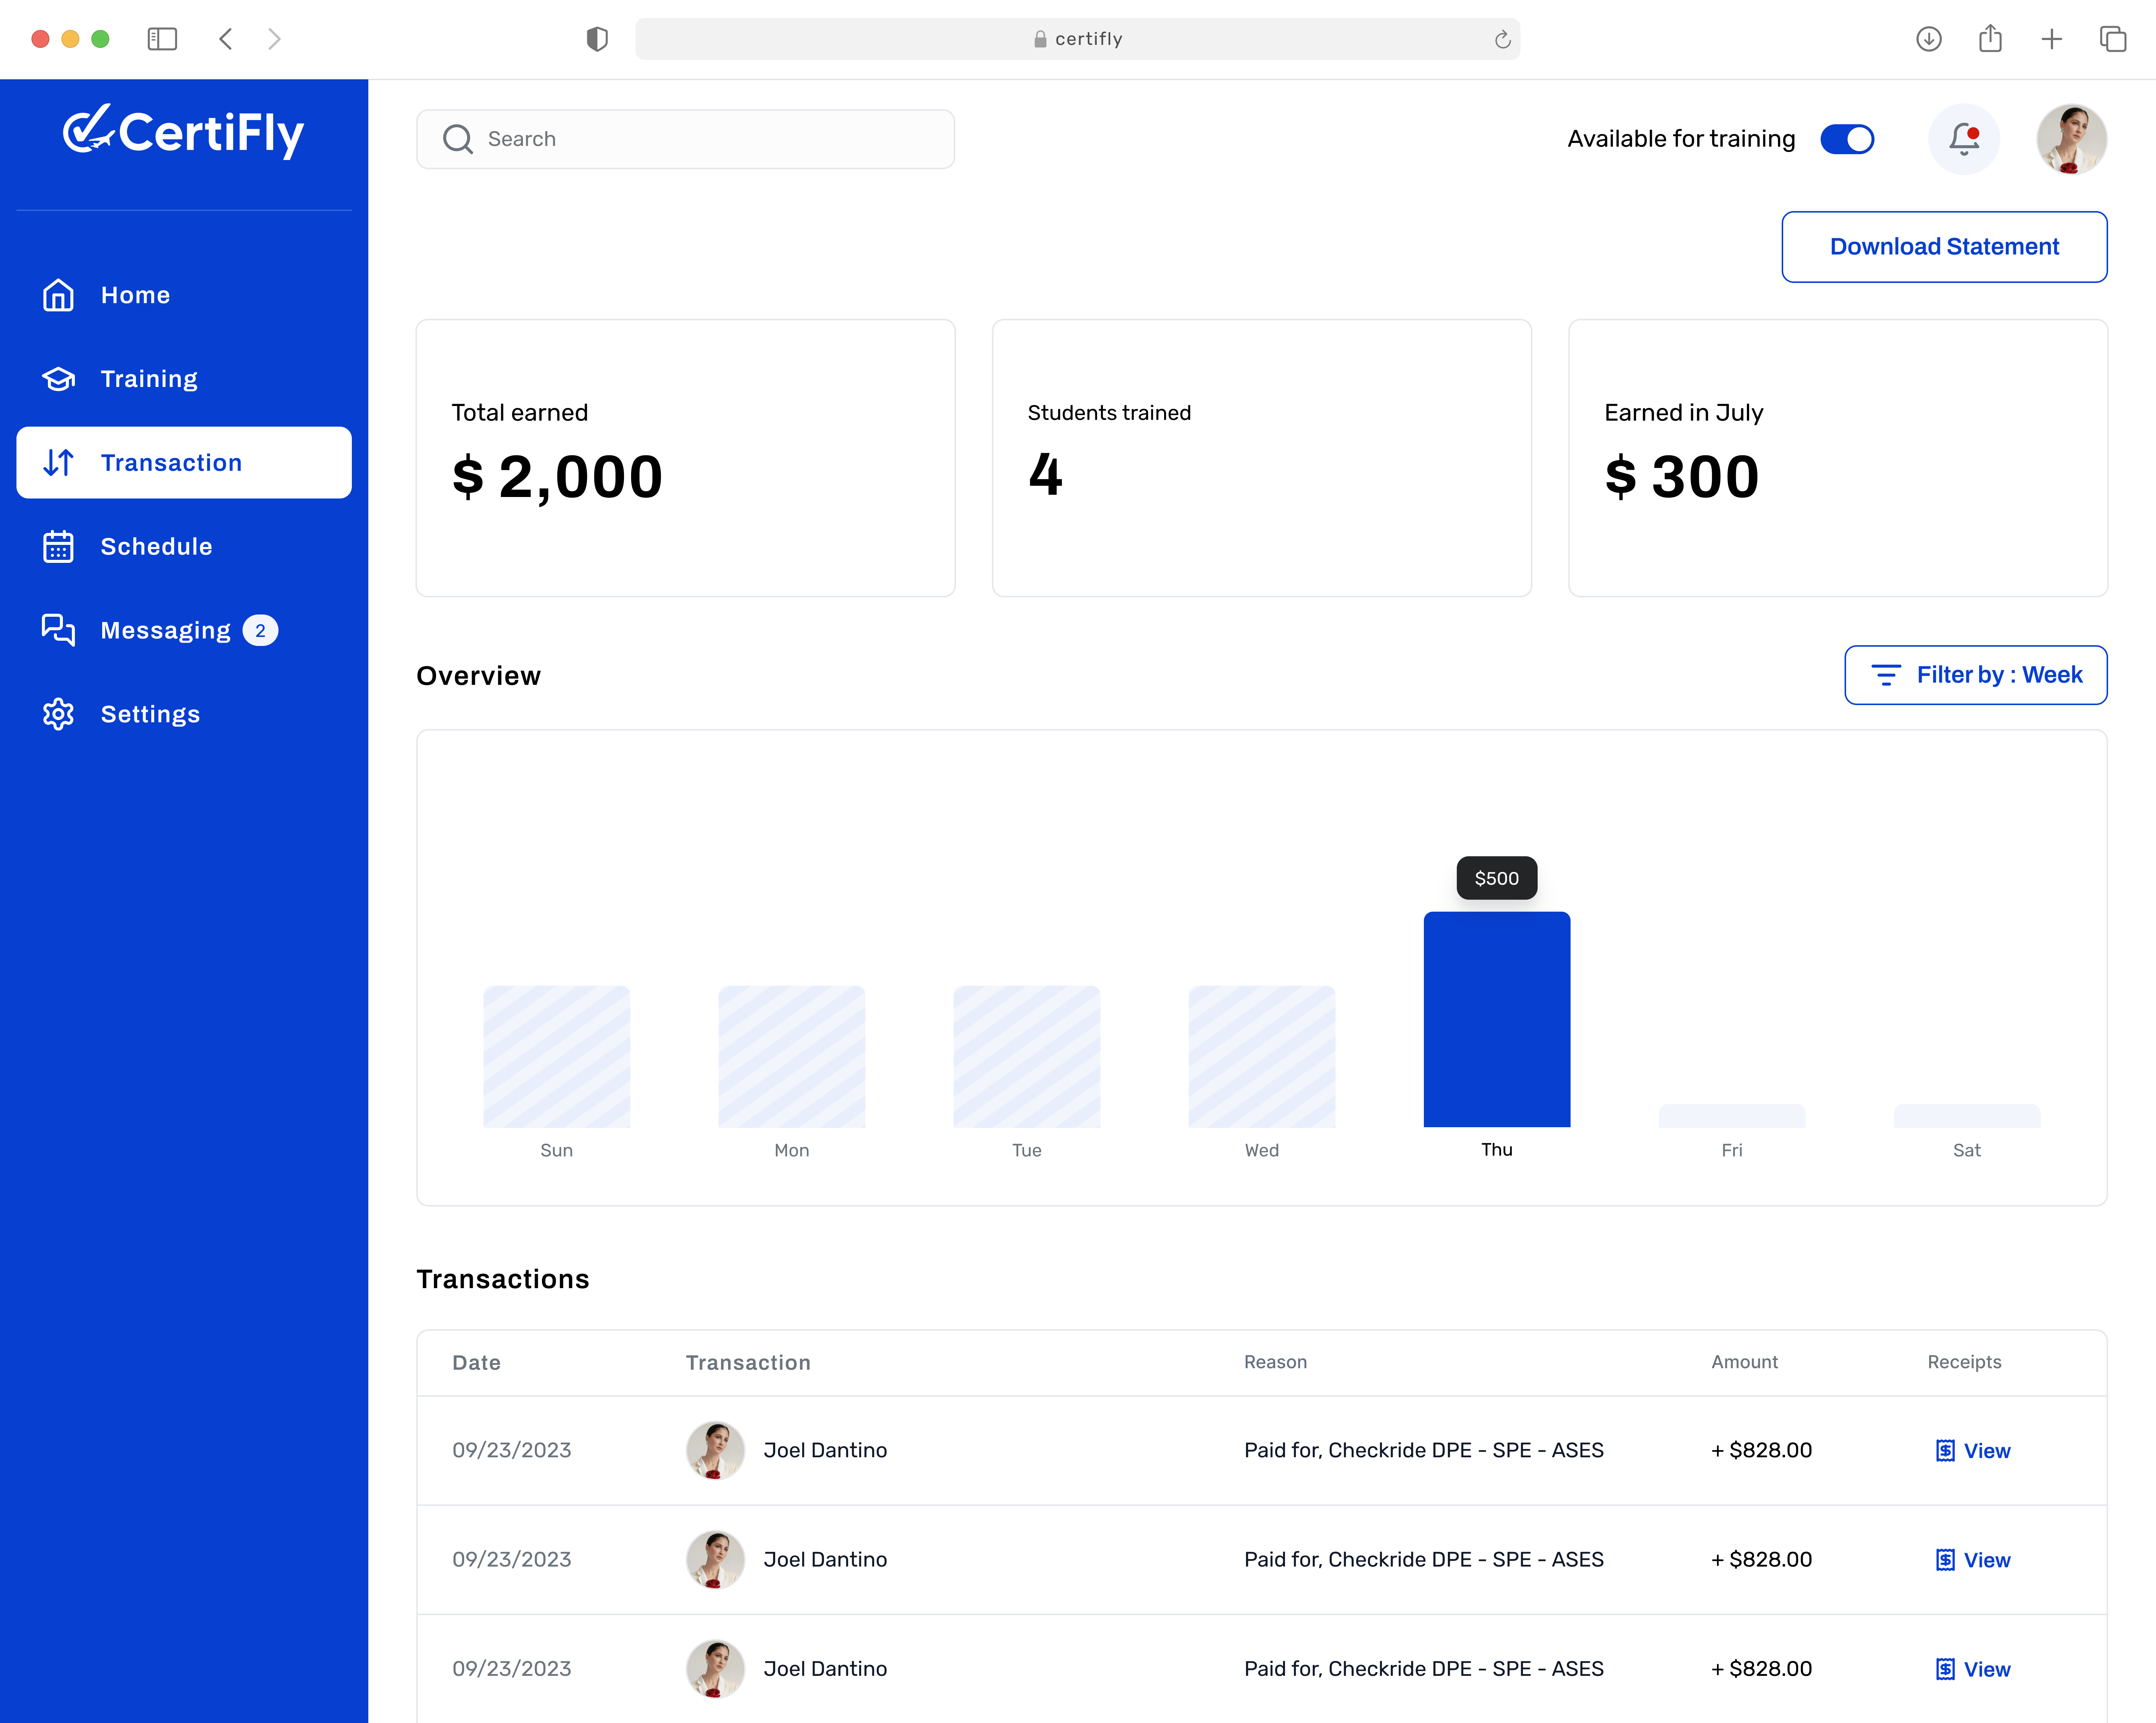 certifly
CertiFly
Search
Available for training
Download Statement
Home
Training
Transaction
Schedule
Messaging 2
Settings
Total earned
$ 2,000
Students trained
4
Earned in July
$ 300
Overview
Filter by : Week
$500
Sun Mon Tue Wed Thu Fri Sat
Transactions
Date Transaction Reason Amount Receipts
09/23/2023 Joel Dantino Paid for, Checkride DPE - SPE - ASES + $828.00 View
09/23/2023 Joel Dantino Paid for, Checkride DPE - SPE - ASES + $828.00 View
09/23/2023 Joel Dantino Paid for, Checkride DPE - SPE - ASES + $828.00 View